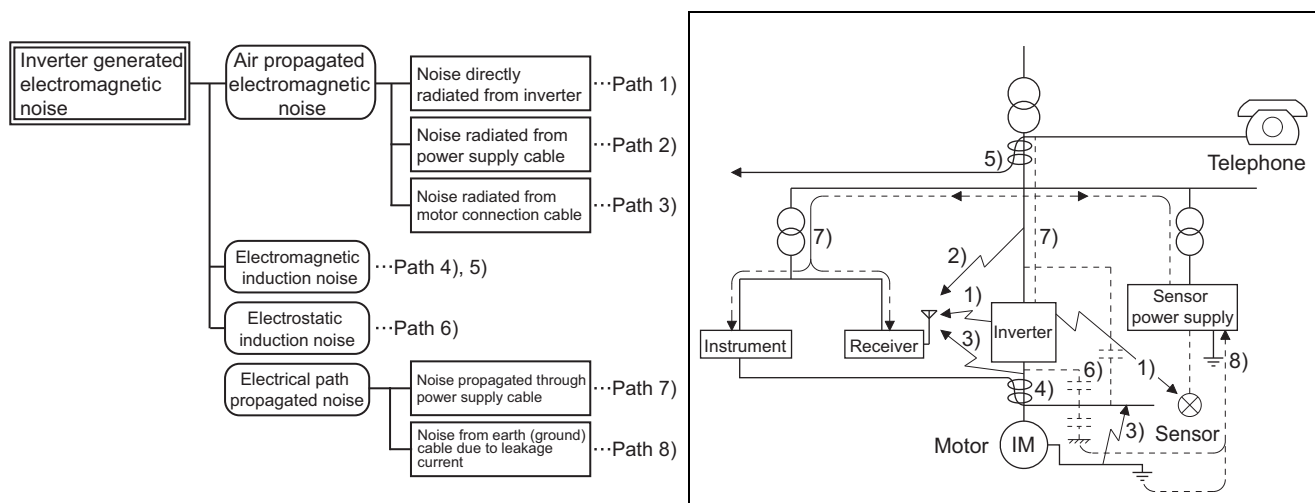 Inverter generated
electromagnetic
noise
Air propagated
electromagnetic
noise
Noise directly
radiated from inverter
···Path 1)
Noise radiated from
power supply cable
···Path 2)
Noise radiated from
motor connection cable
···Path 3)
Electromagnetic
induction noise
···Path 4), 5)
Electrostatic
induction noise
···Path 6)
Electrical path
propagated noise
Noise propagated through
power supply cable
···Path 7)
Noise from earth (ground)
cable due to leakage
current
···Path 8)
Telephone
5)
7)
7)
2)
1)
3)
Instrument
Receiver
Inverter
Sensor
power supply
8)
6)
1)
4)
3)
Sensor
Motor
IM